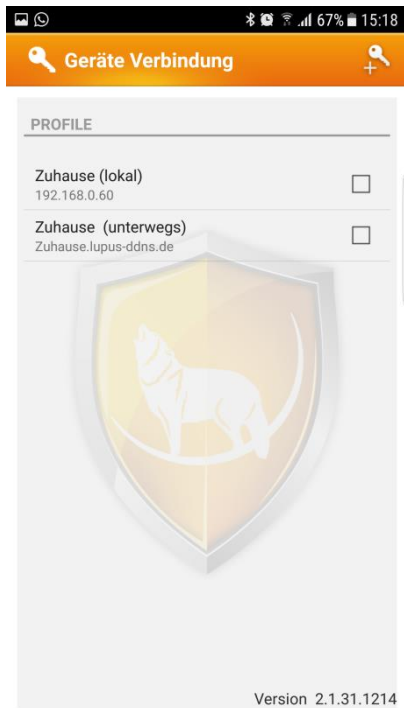 67% 15:18
Geräte Verbindung
PROFILE
Zuhause (lokal)
192.168.0.60
Zuhause (unterwegs)
Zuhause.lupus-ddns.de
Version 2.1.31.1214